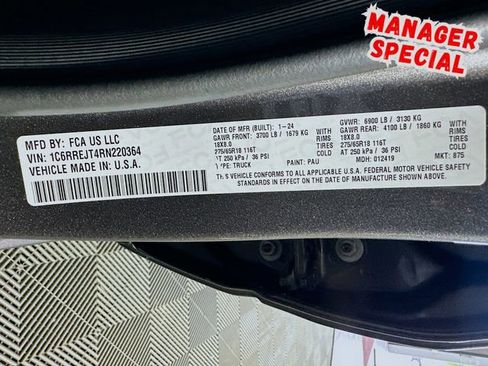 MANAGER
SPECIAL
MFD BY: FCA US LLC
VIN: 1C6RREJT4RN220364
VEHICLE MADE IN: U.S.A.
DATE OF MFR (BUILT): 1-24
GAWR FRONT: 3700 LB / 1679 KG
18X8.0 TIRES
275/65R18 116T COLD
AT 250 kPa / 36 PSI
GVWR: 6900 LB / 3130 KG
GAWR REAR: 4100 LB / 1860 KG
18X8.0 TIRES
275/65R18 116T COLD
AT 250 kPa / 36 PSI
TYPE: TRUCK PAINT: PAU MDH: 012419 MKT: 875
THIS VEHICLE CONFORMS TO ALL APPLICABLE U.S.A. FEDERAL MOTOR VEHICLE SAFETY
STANDARDS IN EFFECT ON THE DATE OF MANUFACTURE SHOWN ABOVE.